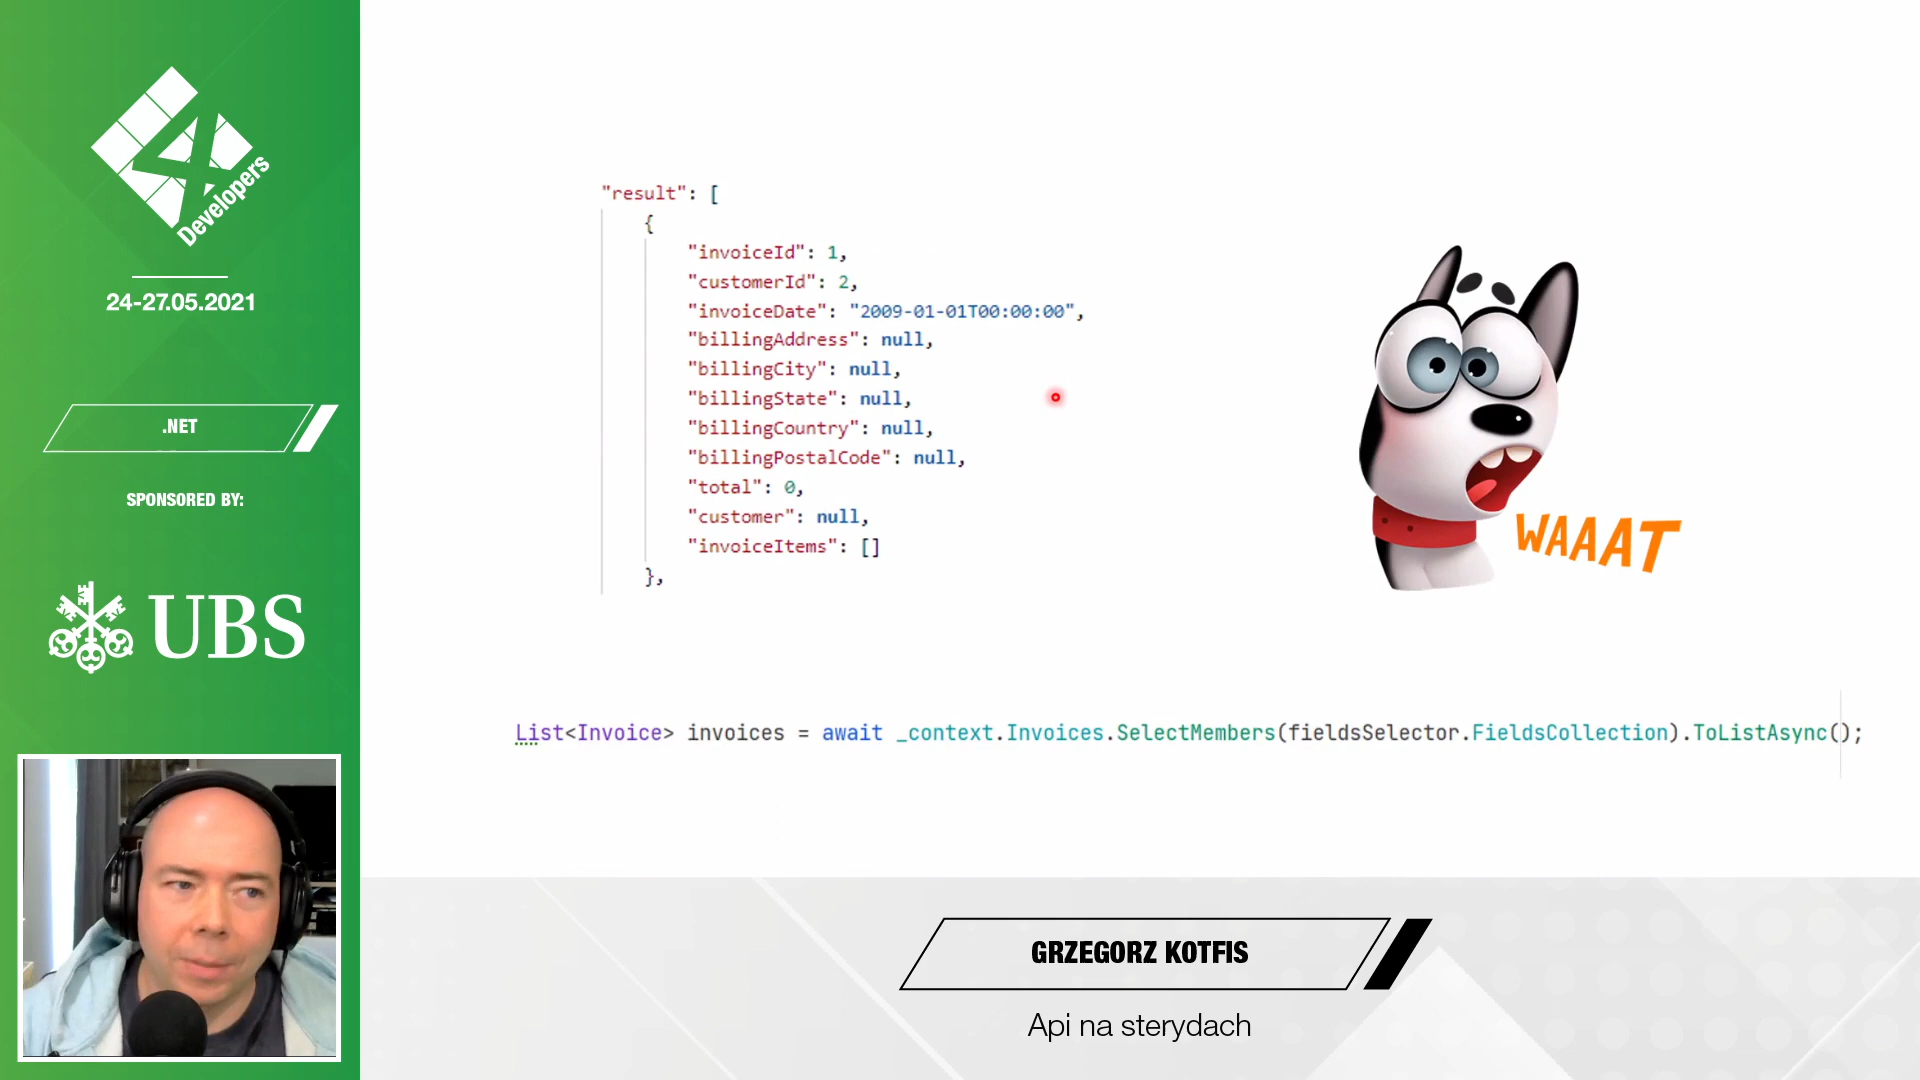 4
Developers
24-27.05.2021
.NET
SPONSORED BY:
UBS
"result": [
{
"invoiceId": 1,
"customerId": 2,
"invoiceDate": "2009-01-01T00:00:00",
"billingAddress": null,
"billingCity": null,
"billingState": null,
"billingCountry": null,
"billingPostalCode": null,
"total": 0,
"customer": null,
"invoiceItems": []
},
WAAAT
List<Invoice> invoices = await _context.Invoices.SelectMembers(fieldsSelector.FieldsCollection).ToListAsync();
GRZEGORZ KOTFIS
Api na sterydach